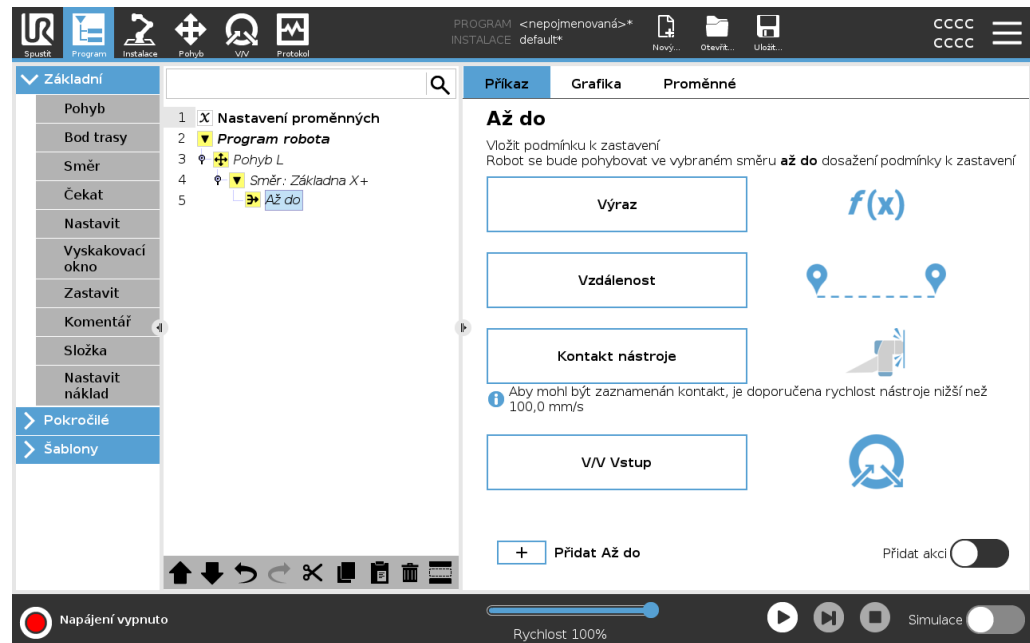 Spustit
Program
Instalace
Pohyb
V/V
Protokol
PROGRAM <nepojmenovaná>*
INSTALACE default*
Nový...
Otevřít...
Uložit...
CCCC
CCCC
Základní
Pohyb
Bod trasy
Směr
Čekat
Nastavit
Vyskakovací
okno
Zastavit
Komentář
Složka
Nastavit
náklad
Pokročilé
Šablony
1 X Nastavení proměnných
2 Program robota
3 Pohyb L
4 Směr: Základna X+
5 Až do
Příkaz
Grafika
Proměnné
Až do
Vložit podmínku k zastavení
Robot se bude pohybovat ve vybraném směru až do dosažení podmínky k zastavení
Výraz
f(x)
Vzdálenost
Kontakt nástroje
Aby mohl být zaznamenán kontakt, je doporučena rychlost nástroje nižší než
100,0 mm/s
V/V Vstup
+ Přidat Až do
Přidat akci
Napájení vypnuto
Rychlost 100%
Simulace